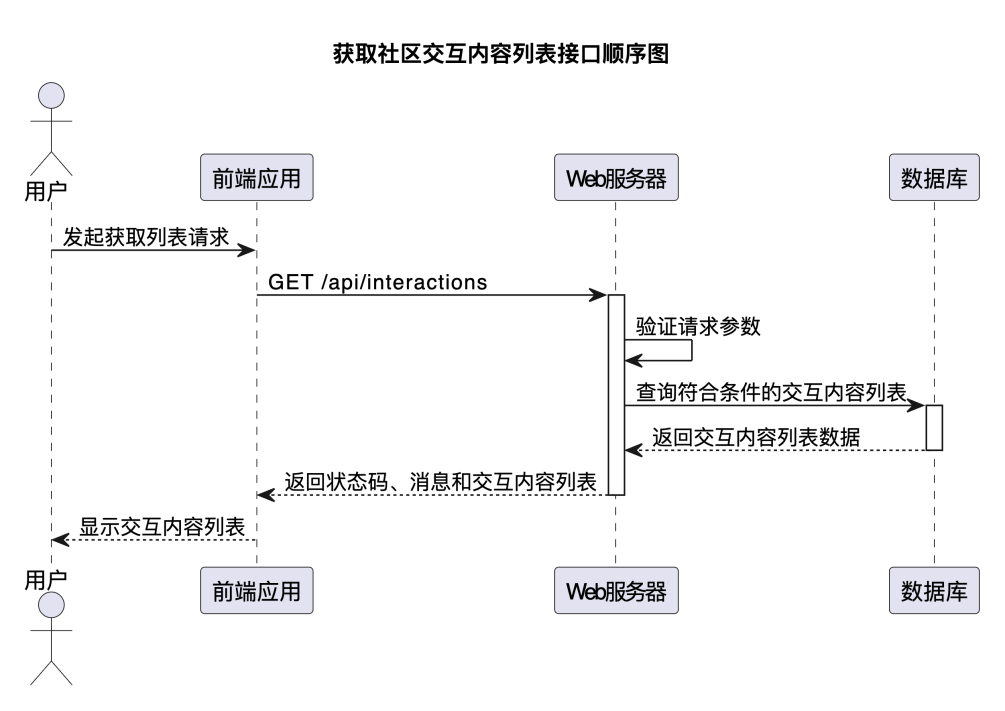 获取社区交互内容列表接口顺序图
用户
前端应用
Web服务器
数据库
发起获取列表请求
GET /api/interactions
验证请求参数
查询符合条件的交互内容列表
返回交互内容列表数据
返回状态码、消息和交互内容列表
显示交互内容列表
用户
前端应用
Web服务器
数据库